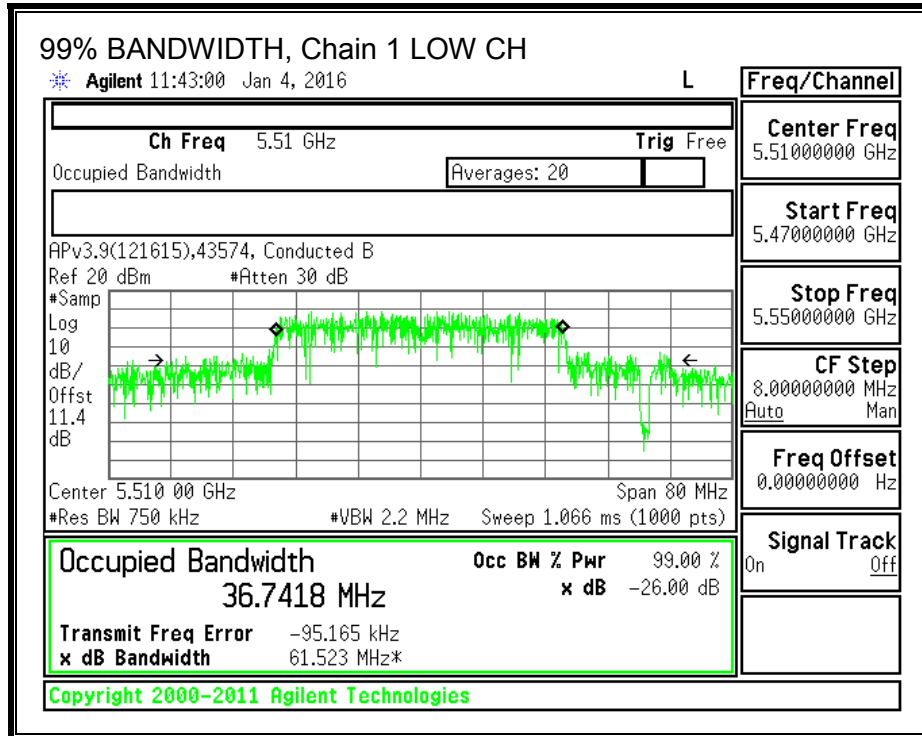 99% BANDWIDTH, Chain 1 LOW CH
Agilent 11:43:00 Jan 4, 2016 L
Freq/Channel
Ch Freq 5.51 GHz Trig Free
Occupied Bandwidth Averages: 20
APv3.9(121615),43574, Conducted B
Ref 20 dBm #Atten 30 dB
#Samp
Log
10
dB/
Offst
11.4
dB
Center 5.510 00 GHz Span 80 MHz
#Res BW 750 kHz #VBW 2.2 MHz Sweep 1.066 ms (1000 pts)
Occupied Bandwidth Occ BW % Pwr 99.00 %
36.7418 MHz x dB -26.00 dB
Transmit Freq Error -95.165 kHz
x dB Bandwidth 61.523 MHz*
Copyright 2000-2011 Agilent Technologies
Center Freq
5.51000000 GHz
Start Freq
5.47000000 GHz
Stop Freq
5.55000000 GHz
CF Step
8.00000000 MHz
Auto Man
Freq Offset
0.00000000 Hz
Signal Track
On Off